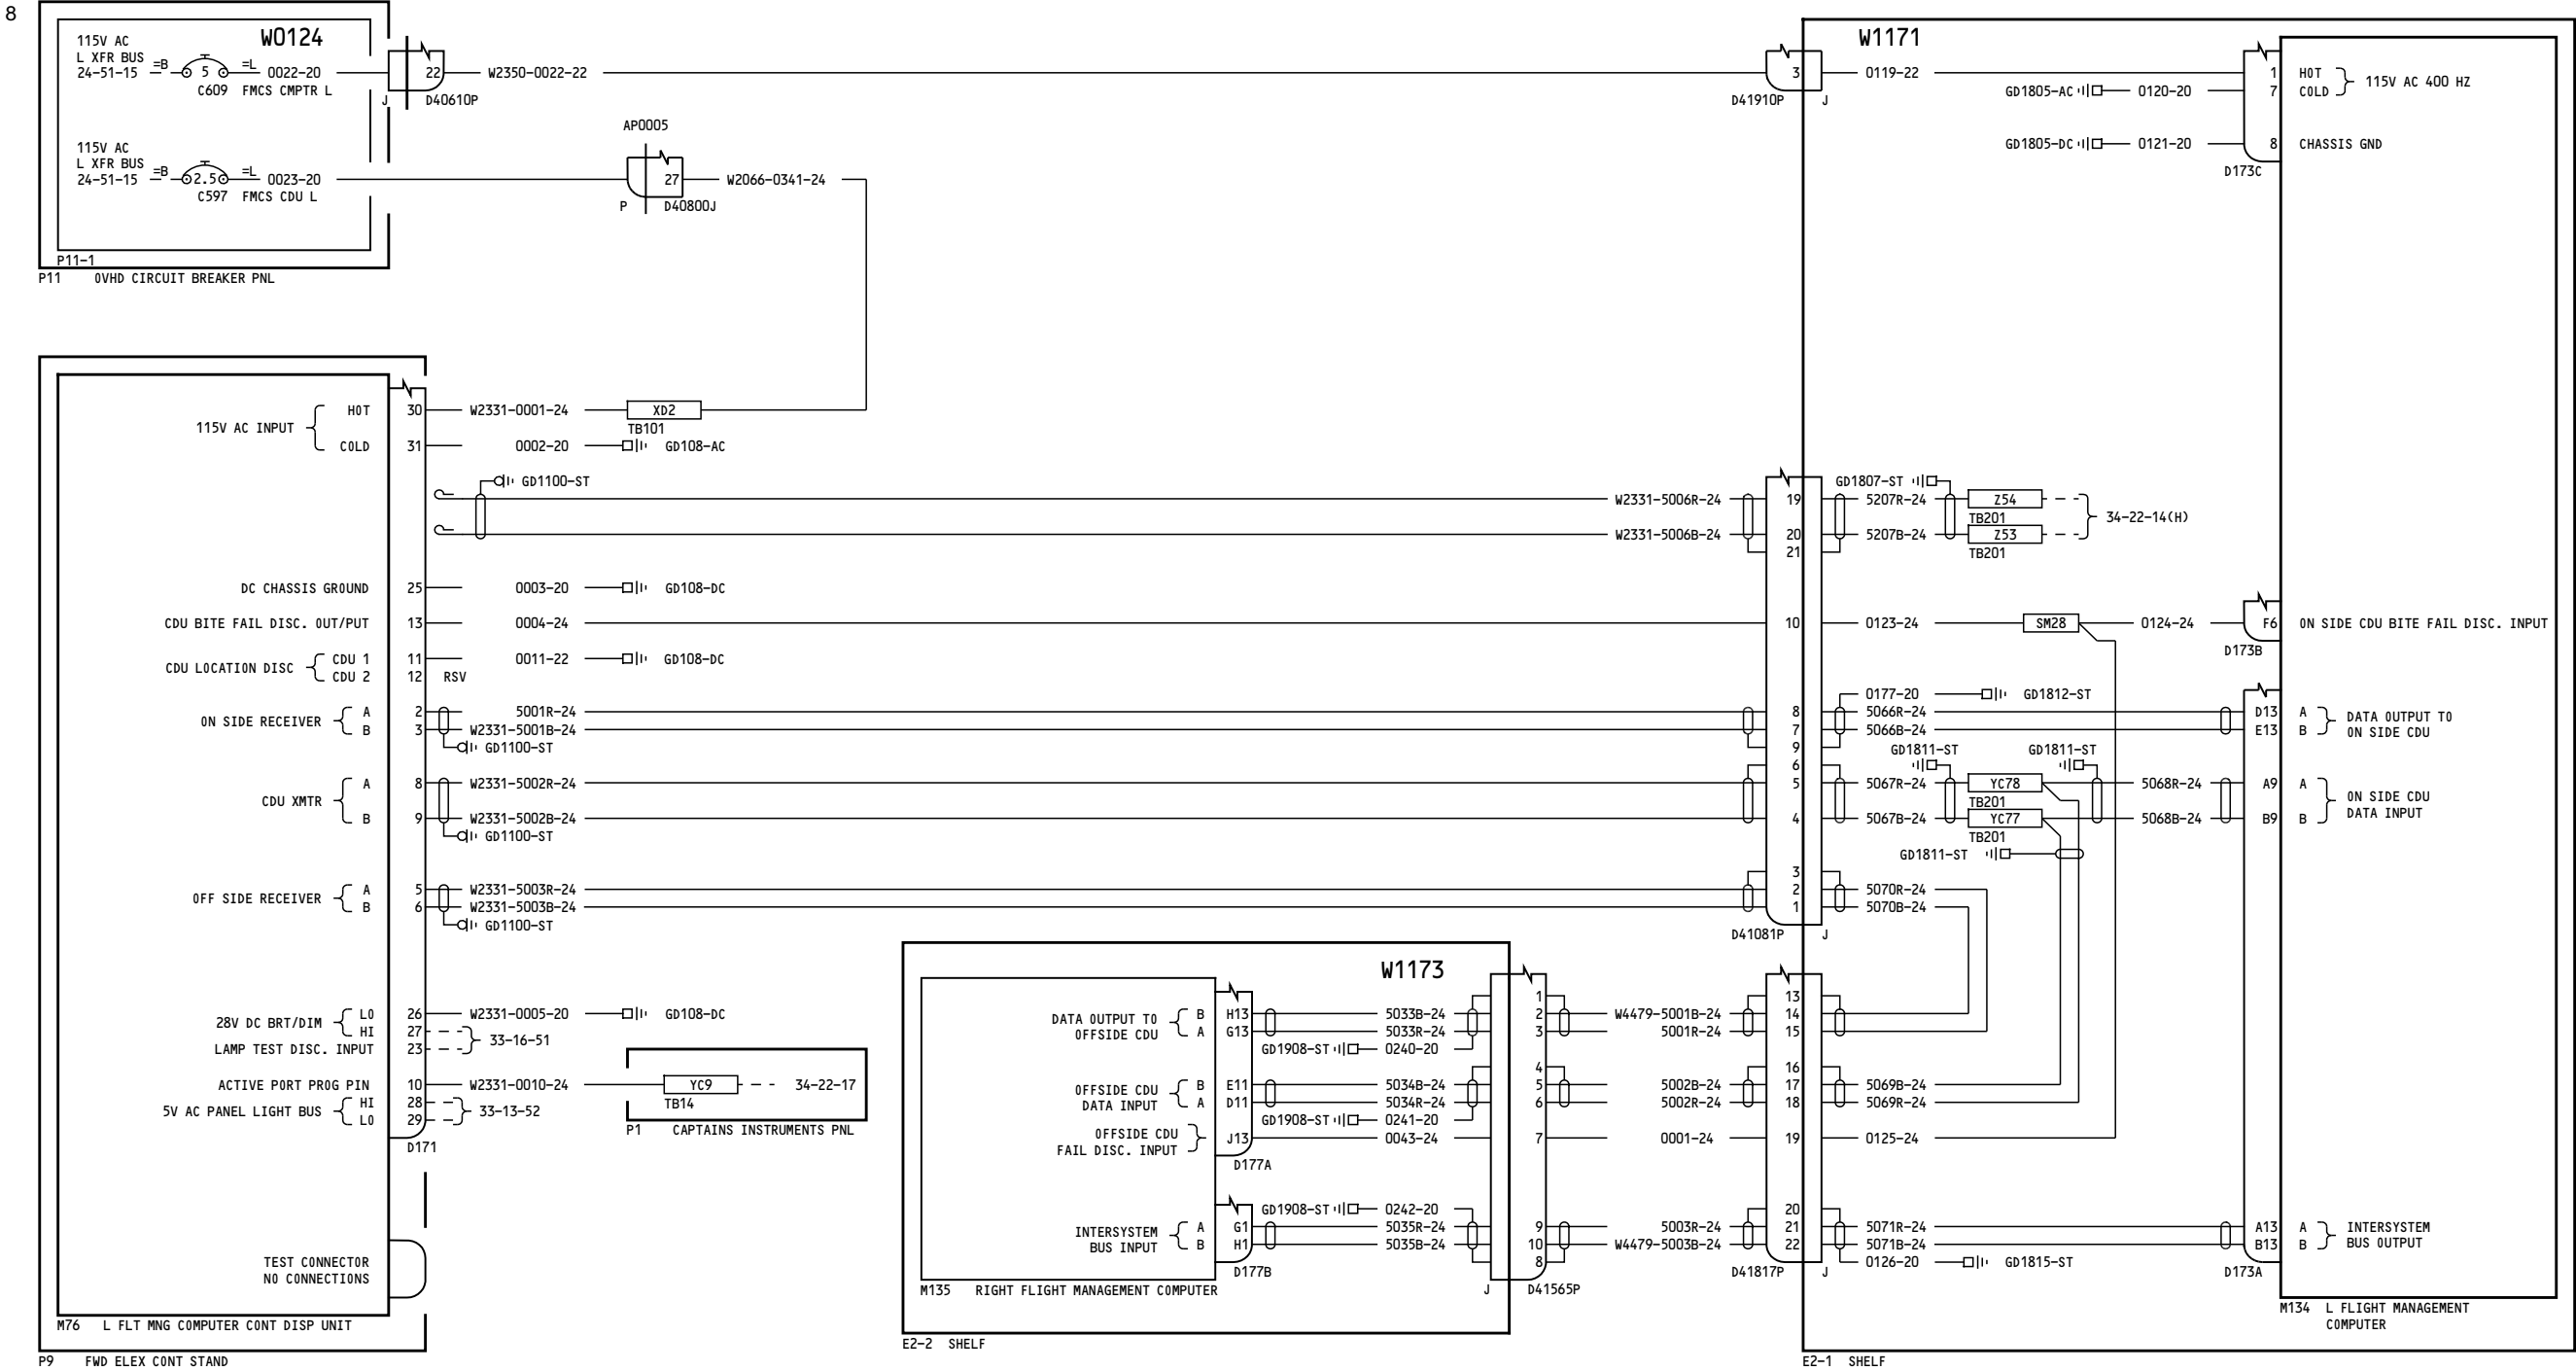 8
W0124
115V AC
L XFR BUS
24-51-15 =B 5 =L 0022-20
C609 FMCS CMPTR L
J
22
D40610P
W2350-0022-22
115V AC
L XFR BUS
24-51-15 =B 2.5 =L 0023-20
C597 FMCS CDU L
AP0005
27
P D40800J
W2066-0341-24
P11-1
P11 OVHD CIRCUIT BREAKER PNL
W1171
3 0119-22 1 HOT
D41910P J
GD1805-AC 0120-20 7 COLD
115V AC 400 HZ
GD1805-DC 0121-20 8 CHASSIS GND
D173C
115V AC INPUT
HOT 30 W2331-0001-24 XD2
TB101
COLD 31 0002-20 GD108-AC
GD1100-ST
W2331-5006R-24 19 5207R-24 Z54
GD1807-ST
TB201
W2331-5006B-24 20 5207B-24 Z53
TB201
21
34-22-14(H)
DC CHASSIS GROUND 25 0003-20 GD108-DC
CDU BITE FAIL DISC. OUT/PUT 13 0004-24 10 0123-24 SM28 0124-24 F6 ON SIDE CDU BITE FAIL DISC. INPUT
D173B
CDU LOCATION DISC
CDU 1 11 0011-22 GD108-DC
CDU 2 12 RSV
0177-20 GD1812-ST
ON SIDE RECEIVER
A 2 5001R-24 8 5066R-24 D13 A
B 3 W2331-5001B-24 7 5066B-24 E13 B
DATA OUTPUT TO
ON SIDE CDU
GD1100-ST 9
GD1811-ST GD1811-ST
6
CDU XMTR
A 8 W2331-5002R-24 5 5067R-24 YC78 5068R-24 A9 A
TB201
B 9 W2331-5002B-24 4 5067B-24 YC77 5068B-24 B9 B
TB201
ON SIDE CDU
DATA INPUT
GD1100-ST
GD1811-ST
3
OFF SIDE RECEIVER
A 5 W2331-5003R-24 2 5070R-24
B 6 W2331-5003B-24 1 5070B-24
GD1100-ST
D41081P J
28V DC BRT/DIM
LO 26 W2331-0005-20 GD108-DC
HI 27
LAMP TEST DISC. INPUT 23
33-16-51
ACTIVE PORT PROG PIN 10 W2331-0010-24 YC9 34-22-17
TB14
P1 CAPTAINS INSTRUMENTS PNL
5V AC PANEL LIGHT BUS
HI 28
LO 29
33-13-52
D171
TEST CONNECTOR
NO CONNECTIONS
M76 L FLT MNG COMPUTER CONT DISP UNIT
P9 FWD ELEX CONT STAND
W1173
1 13
DATA OUTPUT TO
OFFSIDE CDU
B H13 5033B-24 2 W4479-5001B-24 14
A G13 5033R-24 3 5001R-24 15
GD1908-ST 0240-20
4 16
OFFSIDE CDU
DATA INPUT
B E11 5034B-24 5 5002B-24 17 5069B-24
A D11 5034R-24 6 5002R-24 18 5069R-24
GD1908-ST 0241-20
OFFSIDE CDU
FAIL DISC. INPUT
J13 0043-24 7 0001-24 19 0125-24
D177A
GD1908-ST 0242-20 20
INTERSYSTEM
BUS INPUT
A G1 5035R-24 9 5003R-24 21 5071R-24 A13 A
B H1 5035B-24 10 W4479-5003B-24 22 5071B-24 B13 B
INTERSYSTEM
BUS OUTPUT
8 0126-20 GD1815-ST
D177B J D41565P D41817P J D173A
M135 RIGHT FLIGHT MANAGEMENT COMPUTER
E2-2 SHELF
M134 L FLIGHT MANAGEMENT
COMPUTER
E2-1 SHELF